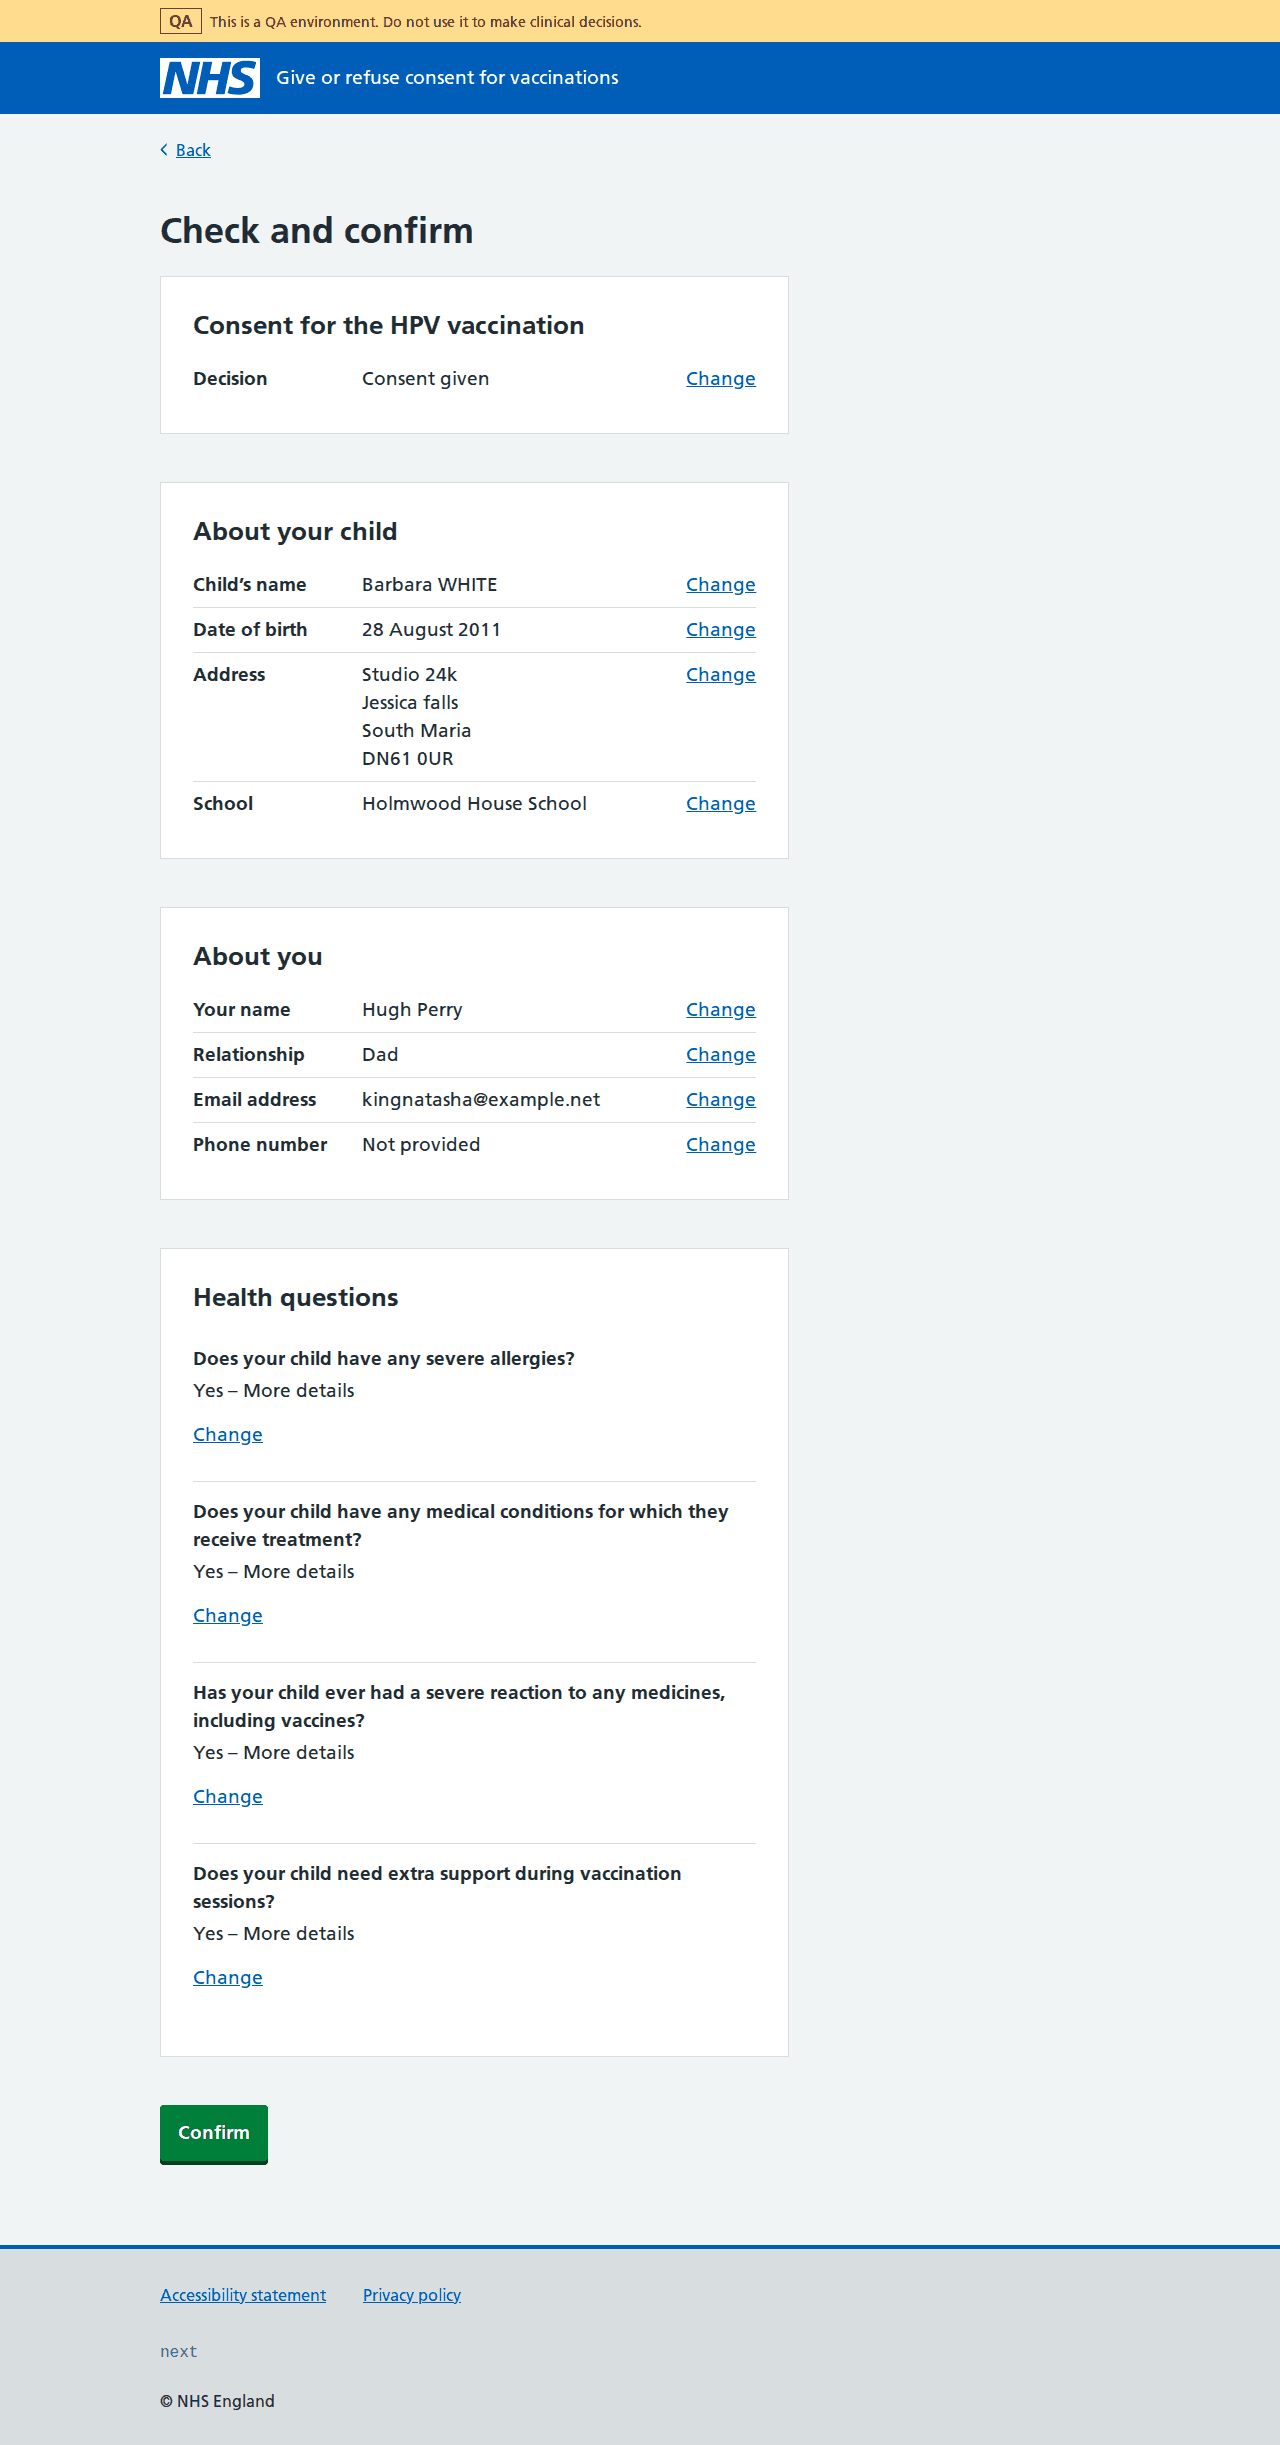 QA This is a QA environment. Do not use it to make clinical decisions.
NHS Give or refuse consent for vaccinations
Back
Check and confirm
Consent for the HPV vaccination
Decision Consent given Change
About your child
Child’s name Barbara WHITE Change
Date of birth 28 August 2011 Change
Address Studio 24k Change
Jessica falls
South Maria
DN61 0UR
School Holmwood House School Change
About you
Your name Hugh Perry Change
Relationship Dad Change
Email address kingnatasha@example.net Change
Phone number Not provided Change
Health questions
Does your child have any severe allergies?
Yes – More details
Change
Does your child have any medical conditions for which they
receive treatment?
Yes – More details
Change
Has your child ever had a severe reaction to any medicines,
including vaccines?
Yes – More details
Change
Does your child need extra support during vaccination
sessions?
Yes – More details
Change
Confirm
Accessibility statement Privacy policy
next
© NHS England